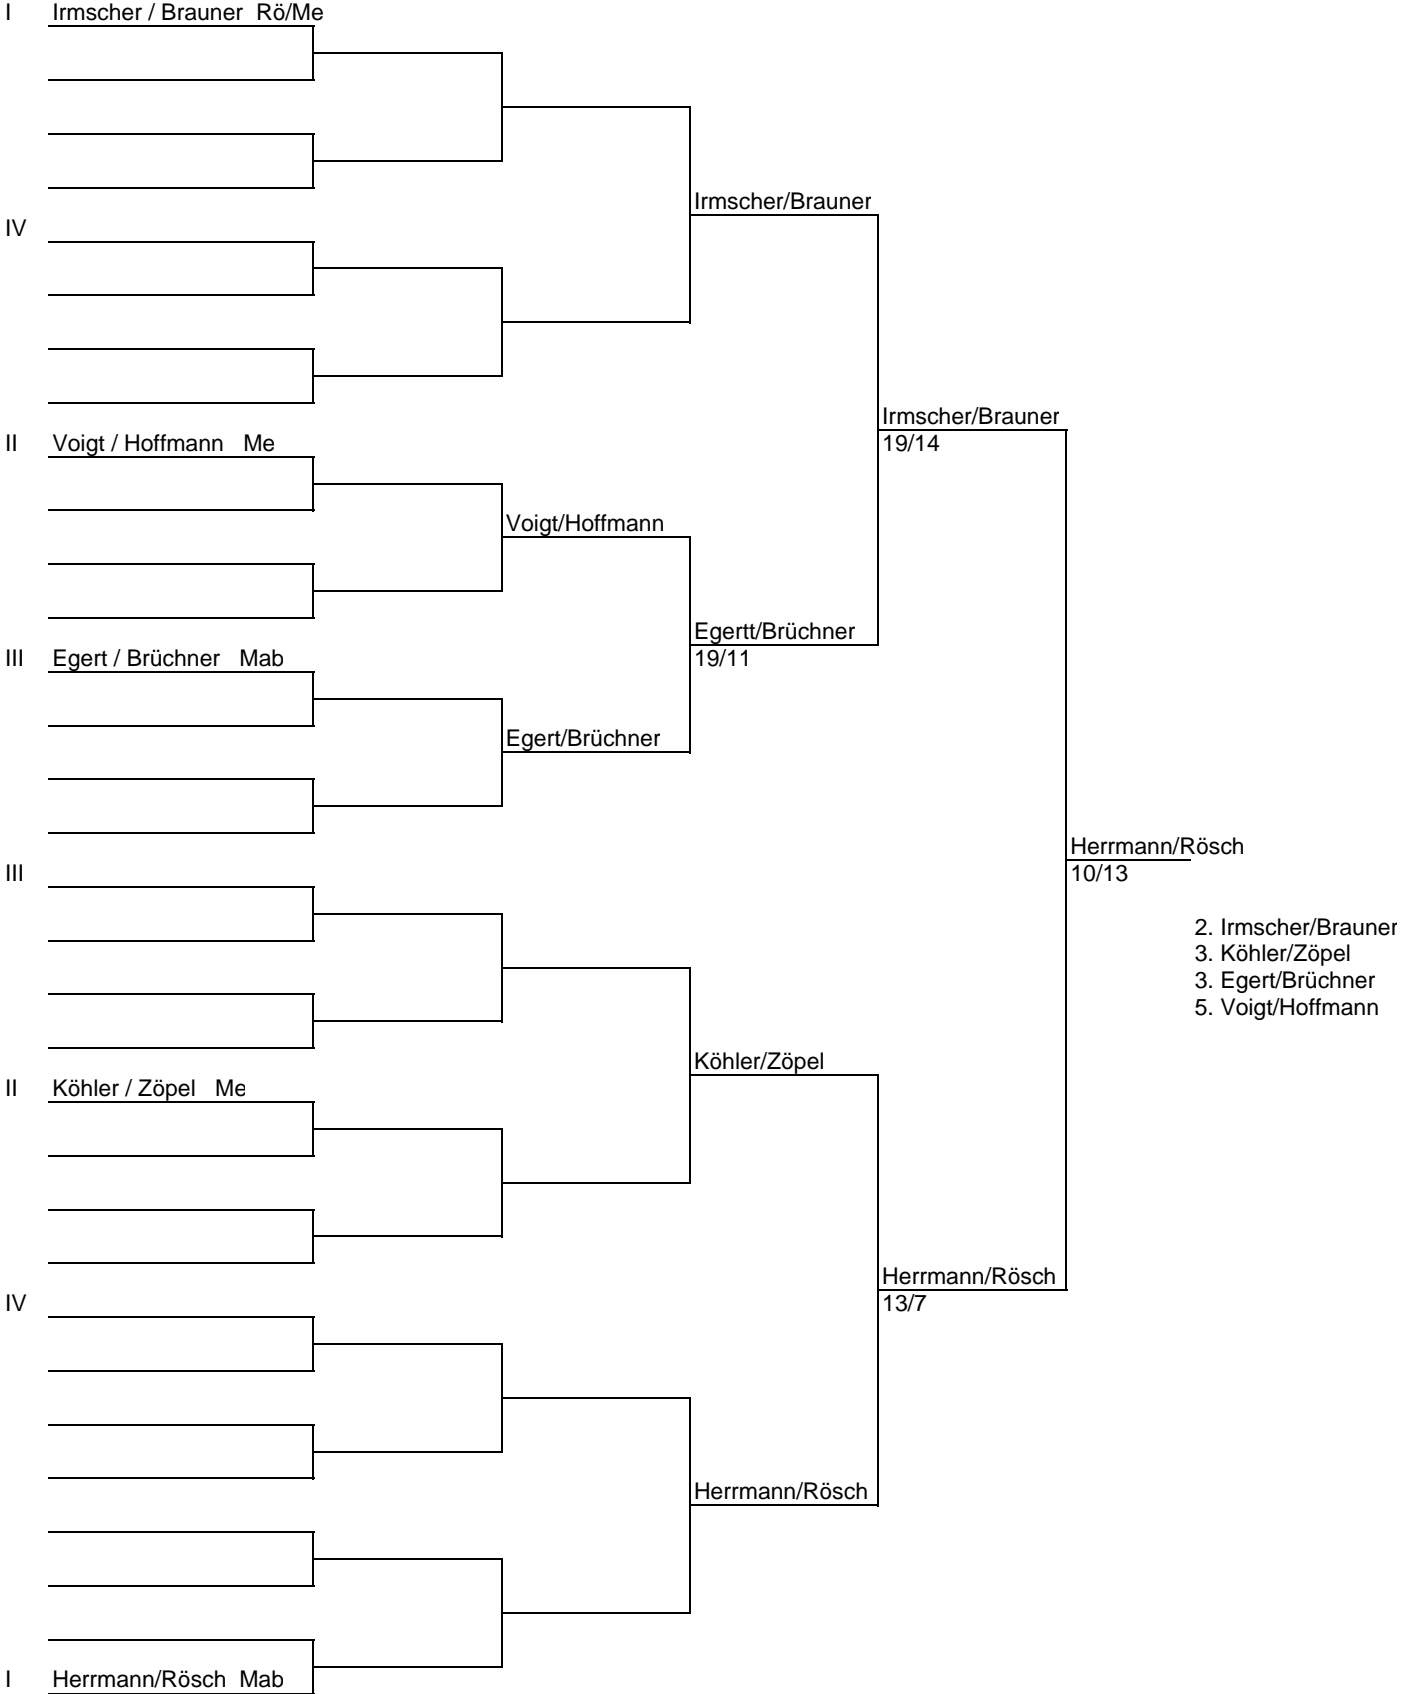 I Irmscher / Brauner Rö/Me
Irmscher/Brauner
IV
Irmscher/Brauner
II Voigt / Hoffmann Me
19/14
Voigt/Hoffmann
Egertt/Brüchner
III Egert / Brüchner Mab
19/11
Egert/Brüchner
Herrmann/Rösch
III
10/13
2. Irmscher/Brauner
3. Köhler/Zöpel
3. Egert/Brüchner
5. Voigt/Hoffmann
Köhler/Zöpel
II Köhler / Zöpel Me
Herrmann/Rösch
IV
13/7
Herrmann/Rösch
I Herrmann/Rösch Mab